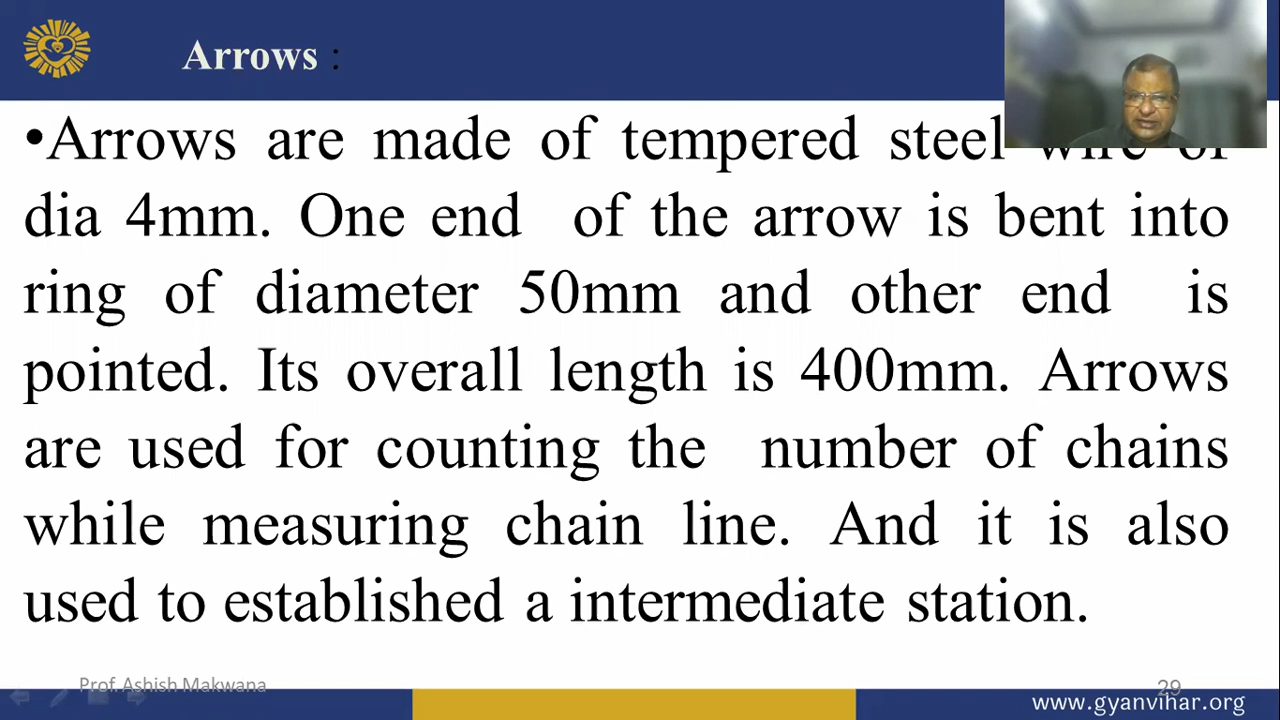 Arrows :
•Arrows are made of tempered steel wire of
dia 4mm. One end of the arrow is bent into
ring of diameter 50mm and other end is
pointed. Its overall length is 400mm. Arrows
are used for counting the number of chains
while measuring chain line. And it is also
used to established a intermediate station.
Prof. Ashish Makwana
29
www.gyanvihar.org